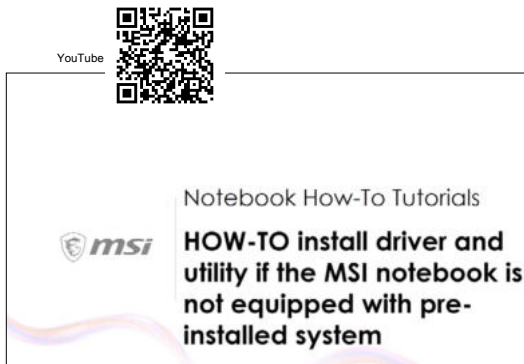 YouTube
Notebook How-To Tutorials
msi
HOW-TO install driver and
utility if the MSI notebook is
not equipped with pre-
installed system